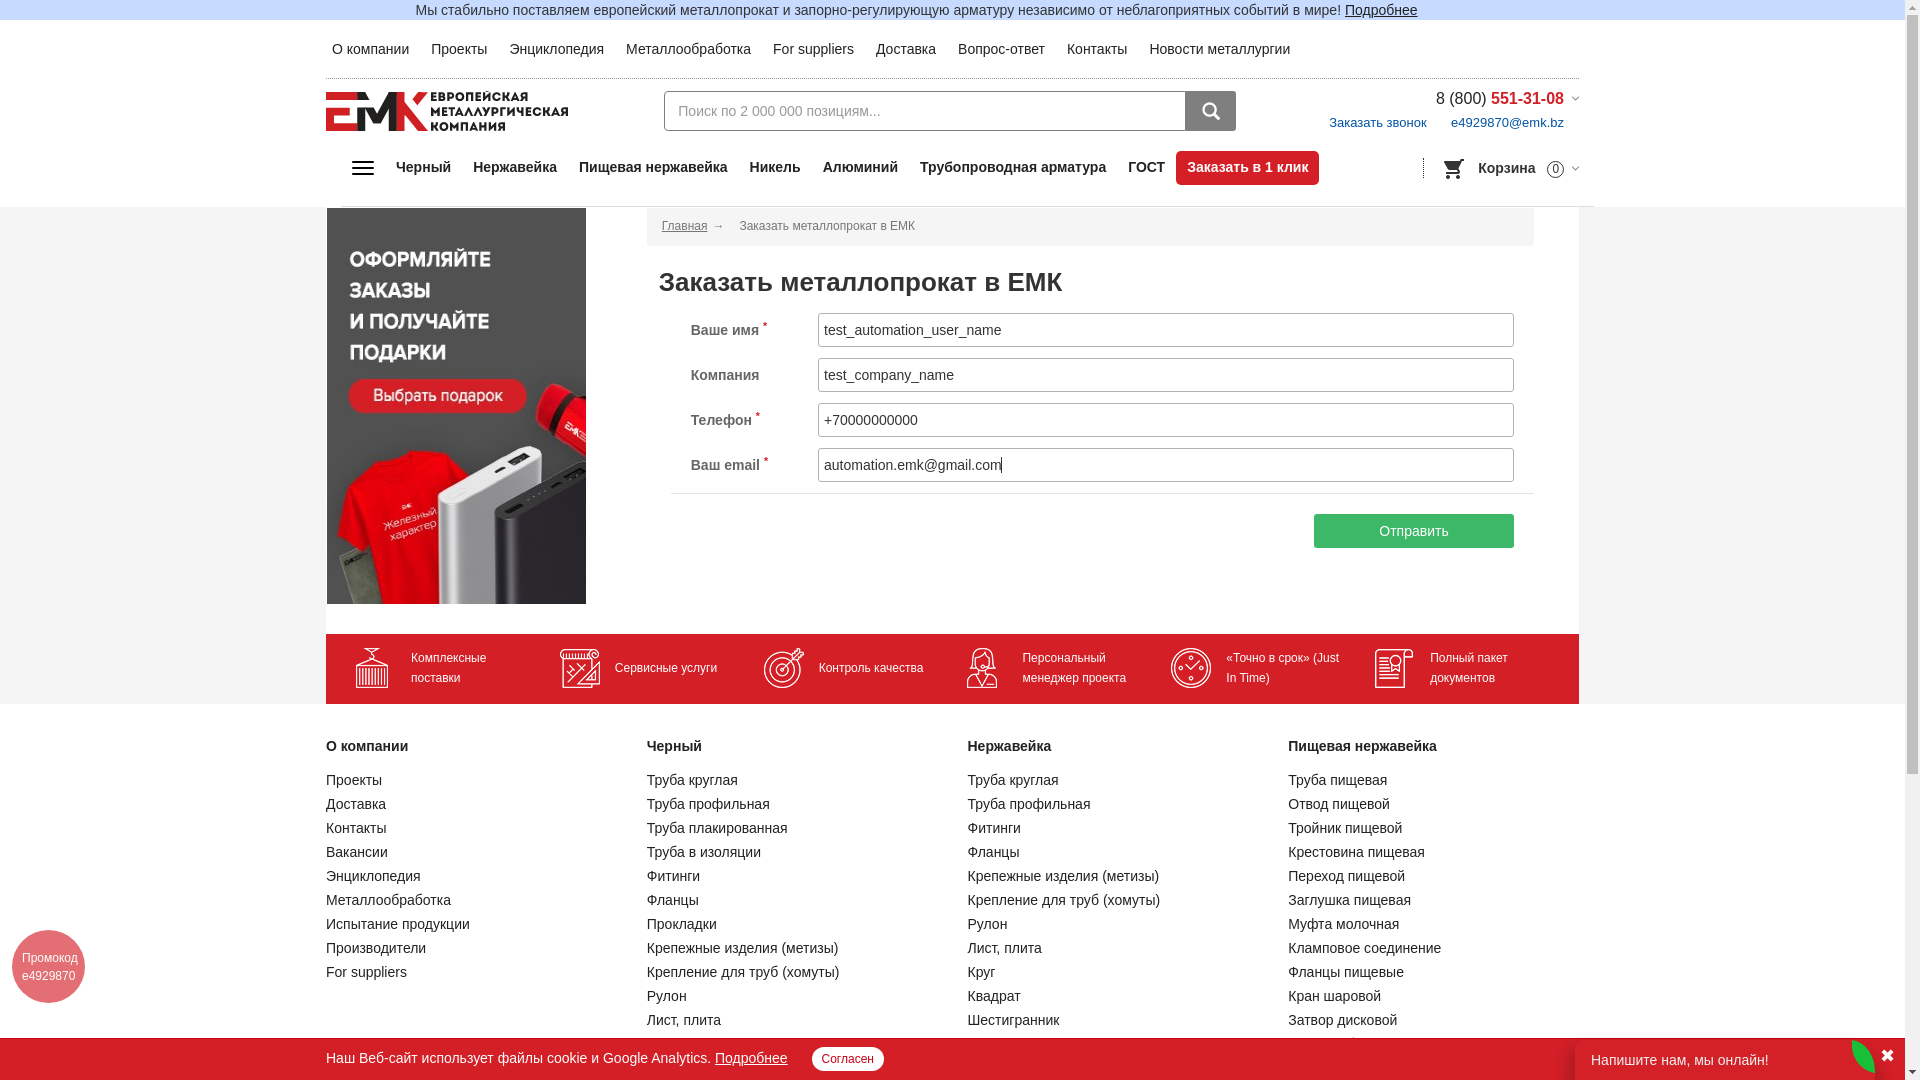 Мы стабильно поставляем европейский металлопрокат и запорно-регулирующую арматуру независимо от неблагоприятных событий в мире! Подробнее
О компании Проекты Энциклопедия Металлообработка For suppliers Доставка Вопрос-ответ Контакты Новости металлургии
ЕМК ЕВРОПЕЙСКАЯ
МЕТАЛЛУРГИЧЕСКАЯ
КОМПАНИЯ
Поиск по 2 000 000 позициям...
8 (800) 551-31-08
Заказать звонок e4929870@emk.bz
Черный Нержавейка Пищевая нержавейка Никель Алюминий Трубопроводная арматура ГОСТ Заказать в 1 клик
Корзина 0
ОФОРМЛЯЙТЕ
ЗАКАЗЫ
И ПОЛУЧАЙТЕ
ПОДАРКИ
Выбрать подарок
ЕМК
ЕМК
Железный
характер
Главная → Заказать металлопрокат в ЕМК
Заказать металлопрокат в ЕМК
Ваше имя * test_automation_user_name
Компания test_company_name
Телефон * +70000000000
Ваш email * automation.emk@gmail.com
Отправить
Комплексные
поставки
Сервисные услуги
Контроль качества
Персональный
менеджер проекта
«Точно в срок» (Just
In Time)
Полный пакет
документов
О компании
Проекты
Доставка
Контакты
Вакансии
Энциклопедия
Металлообработка
Испытание продукции
Производители
For suppliers
Черный
Труба круглая
Труба профильная
Труба плакированная
Труба в изоляции
Фитинги
Фланцы
Прокладки
Крепежные изделия (метизы)
Крепление для труб (хомуты)
Рулон
Лист, плита
Нержавейка
Труба круглая
Труба профильная
Фитинги
Фланцы
Крепежные изделия (метизы)
Крепление для труб (хомуты)
Рулон
Лист, плита
Круг
Квадрат
Шестигранник
Пищевая нержавейка
Труба пищевая
Отвод пищевой
Тройник пищевой
Крестовина пищевая
Переход пищевой
Заглушка пищевая
Муфта молочная
Кламповое соединение
Фланцы пищевые
Кран шаровой
Затвор дисковой
Промокод
e4929870
Наш Веб-сайт использует файлы cookie и Google Analytics. Подробнее Согласен
Напишите нам, мы онлайн!